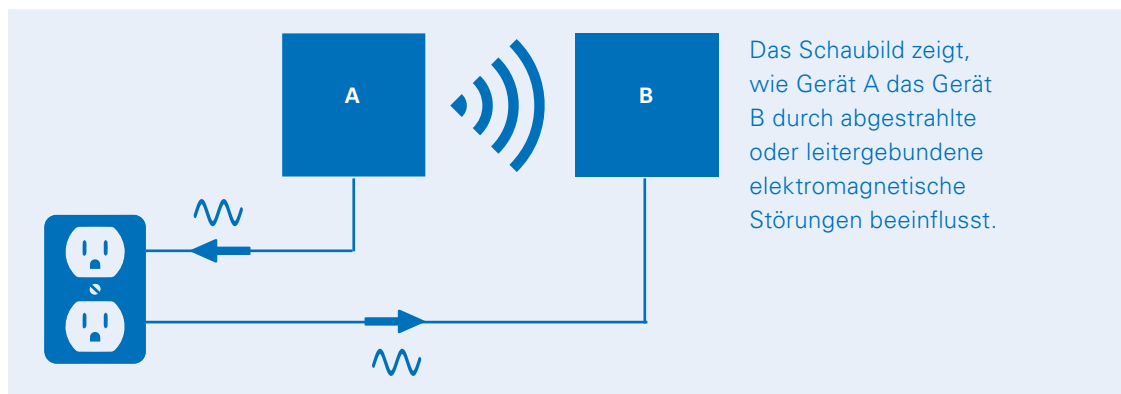 A
B
Das Schaubild zeigt,
wie Gerät A das Gerät
B durch abgestrahlte
oder leitergebundene
elektromagnetische
Störungen beeinflusst.